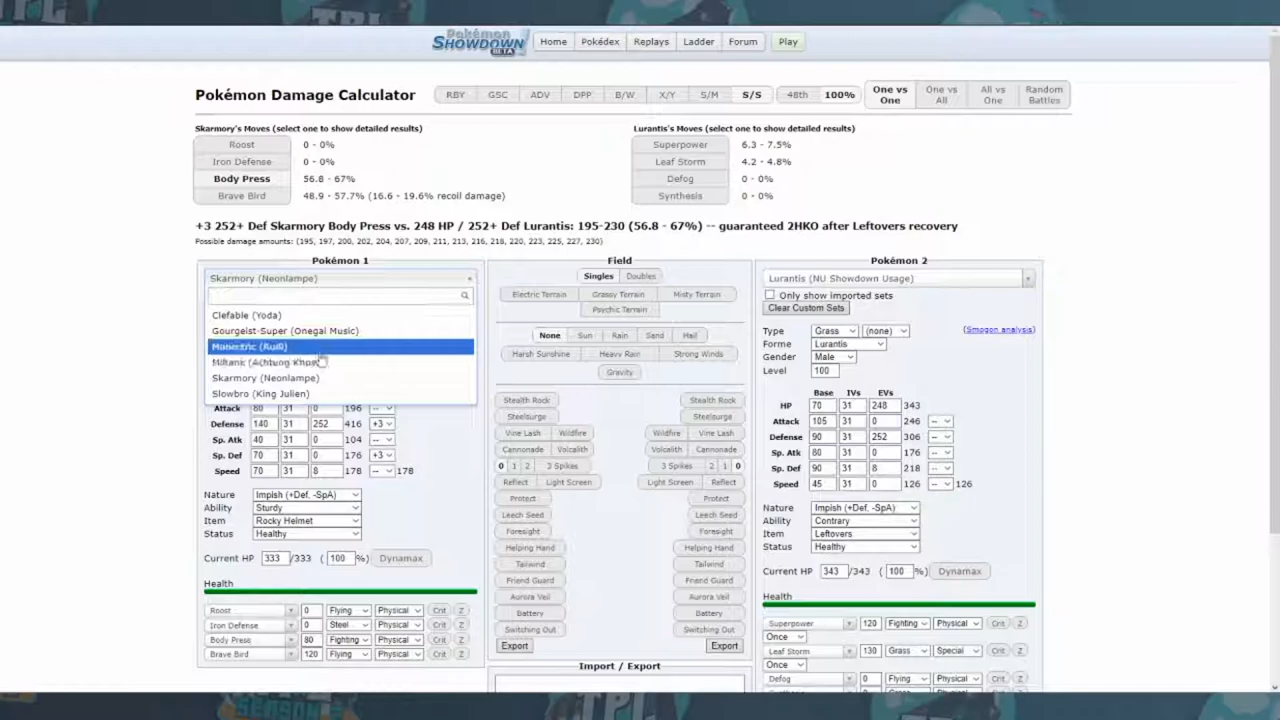 Pokémon
SHOWDOWN
BETA
Home Pokédex Replays Ladder Forum Play
Pokémon Damage Calculator
RBY GSC ADV DPP B/W X/Y S/M S/S 48th 100%
One vs One One vs All All vs One Random Battles
Skarmory's Moves (select one to show detailed results)
Roost 0 - 0%
Iron Defense 0 - 0%
Body Press 56.8 - 67%
Brave Bird 48.9 - 57.7% (16.6 - 19.6% recoil damage)
Lurantis's Moves (select one to show detailed results)
Superpower 6.3 - 7.5%
Leaf Storm 4.2 - 4.8%
Defog 0 - 0%
Synthesis 0 - 0%
+3 252+ Def Skarmory Body Press vs. 248 HP / 252+ Def Lurantis: 195-230 (56.8 - 67%) -- guaranteed 2HKO after Leftovers recovery
Possible damage amounts: (195, 197, 200, 202, 204, 207, 209, 211, 213, 216, 218, 220, 223, 225, 227, 230)
Pokémon 1
Skarmory (Neonlampe)
Clefable (Yoda)
Gourgeist-Super (Onegai Music)
Manectric (Rudi)
Skarmory (Neonlampe)
Slowbro (King Julien)
Attack 80 31 0 196 --
Defense 140 31 252 416 +3
Sp. Atk 40 31 0 104 --
Sp. Def 70 31 0 176 +3
Speed 70 31 8 178 -- 178
Nature Impish (+Def, -SpA)
Ability Sturdy
Item Rocky Helmet
Status Healthy
Current HP 333 /333 ( 100 %) Dynamax
Health
Roost 0 Flying Physical Crit Z
Iron Defense 0 Steel Physical Crit Z
Body Press 80 Fighting Physical Crit Z
Brave Bird 120 Flying Physical Crit Z
Field
Singles Doubles
Electric Terrain Grassy Terrain Misty Terrain
Psychic Terrain
None Sun Rain Sand Hail
Harsh Sunshine Heavy Rain Strong Winds
Gravity
Stealth Rock Stealth Rock
Steelsurge Steelsurge
Vine Lash Wildfire Wildfire Vine Lash
Cannonade Volcalith Volcalith Cannonade
0 1 2 3 Spikes 3 Spikes 2 1 0
Reflect Light Screen Light Screen Reflect
Protect Protect
Leech Seed Leech Seed
Foresight Foresight
Helping Hand Helping Hand
Tailwind Tailwind
Friend Guard Friend Guard
Aurora Veil Aurora Veil
Battery Battery
Switching Out Switching Out
Export Export
Import / Export
Pokémon 2
Lurantis (NU Showdown Usage)
Only show imported sets
Clear Custom Sets
Type Grass (none) (Smogon analysis)
Forme Lurantis
Gender Male
Level 100
Base IVs EVs
HP 70 31 248 343
Attack 105 31 0 246 --
Defense 90 31 252 306 --
Sp. Atk 80 31 0 176 --
Sp. Def 90 31 8 218 --
Speed 45 31 0 126 -- 126
Nature Impish (+Def, -SpA)
Ability Contrary
Item Leftovers
Status Healthy
Current HP 343 /343 ( 100 %) Dynamax
Health
Superpower 120 Fighting Physical Crit Z
Once
Leaf Storm 130 Grass Special Crit Z
Once
Defog 0 Flying Physical Crit Z
TPL
SEASON
TPL